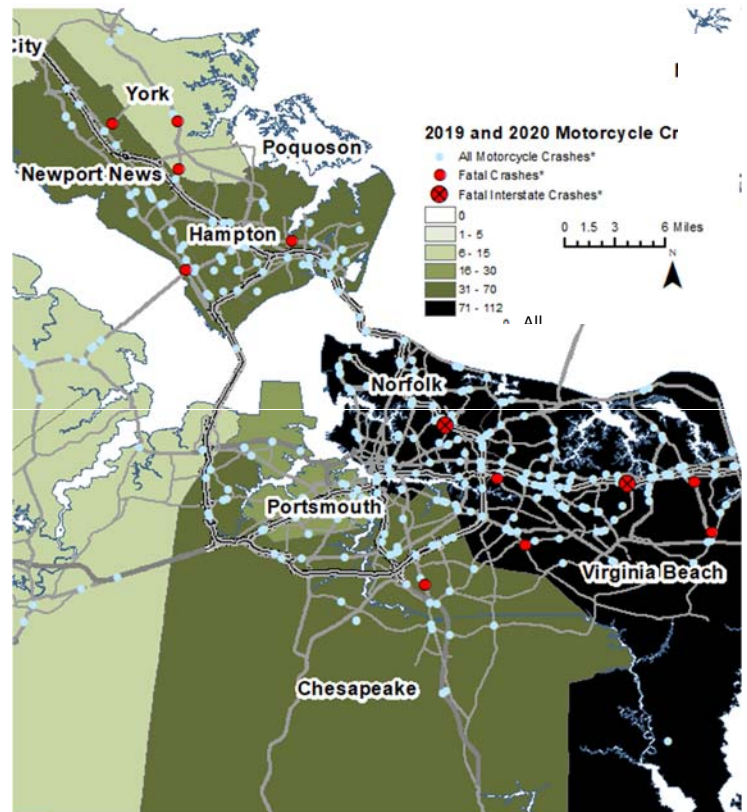 City
York
Poquoson
Newport News
Hampton
2019 and 2020 Motorcycle Cr
All Motorcycle Crashes*
Fatal Crashes*
Fatal Interstate Crashes*
0
1 - 5
6 - 15
16 - 30
31 - 70
71 - 112
0 1.5 3 6 Miles
N
All
Norfolk
Portsmouth
Virginia Beach
Chesapeake